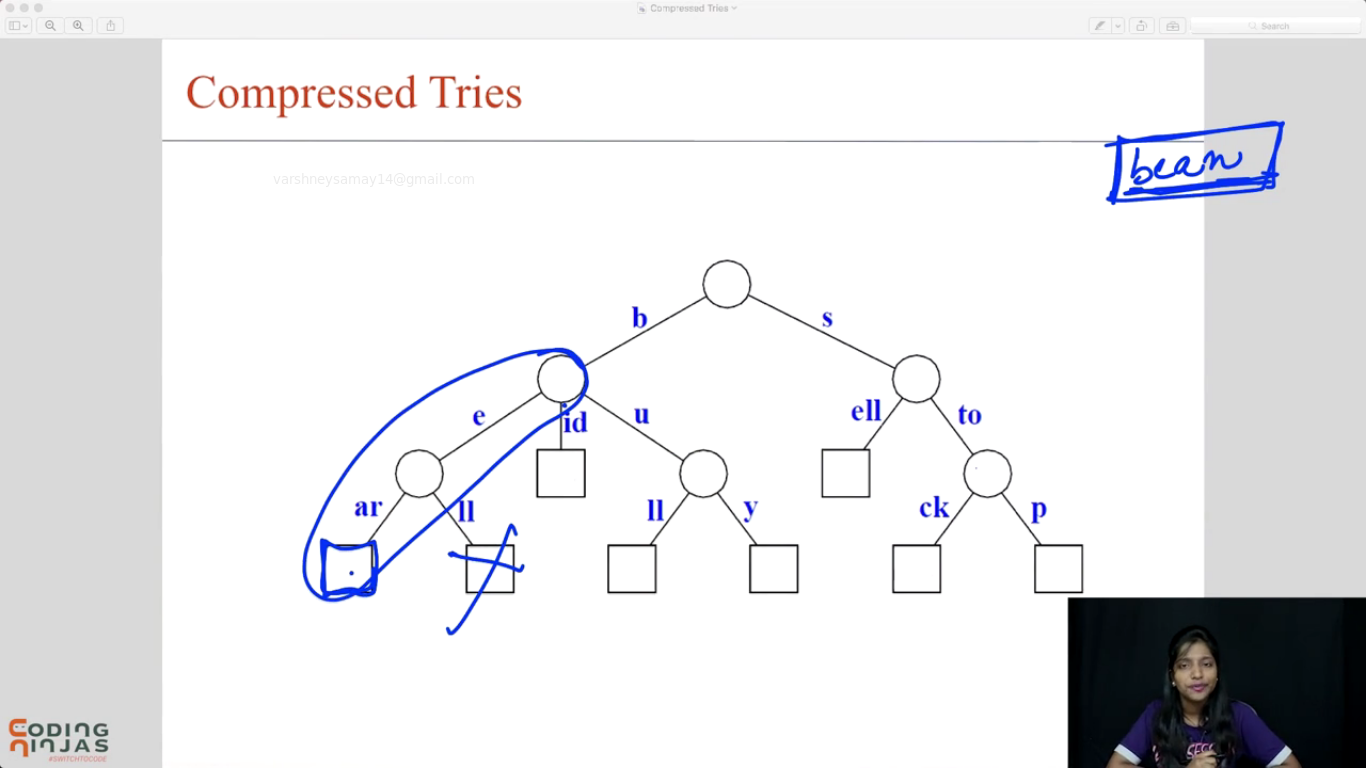 Compressed Tries
Search
Compressed Tries
bean
varshneysamay14@gmail.com
b
s
e
id
u
ell
to
ar
ll
ll
y
ck
p
CODING
NINJAS
#SWITCHTOCODE